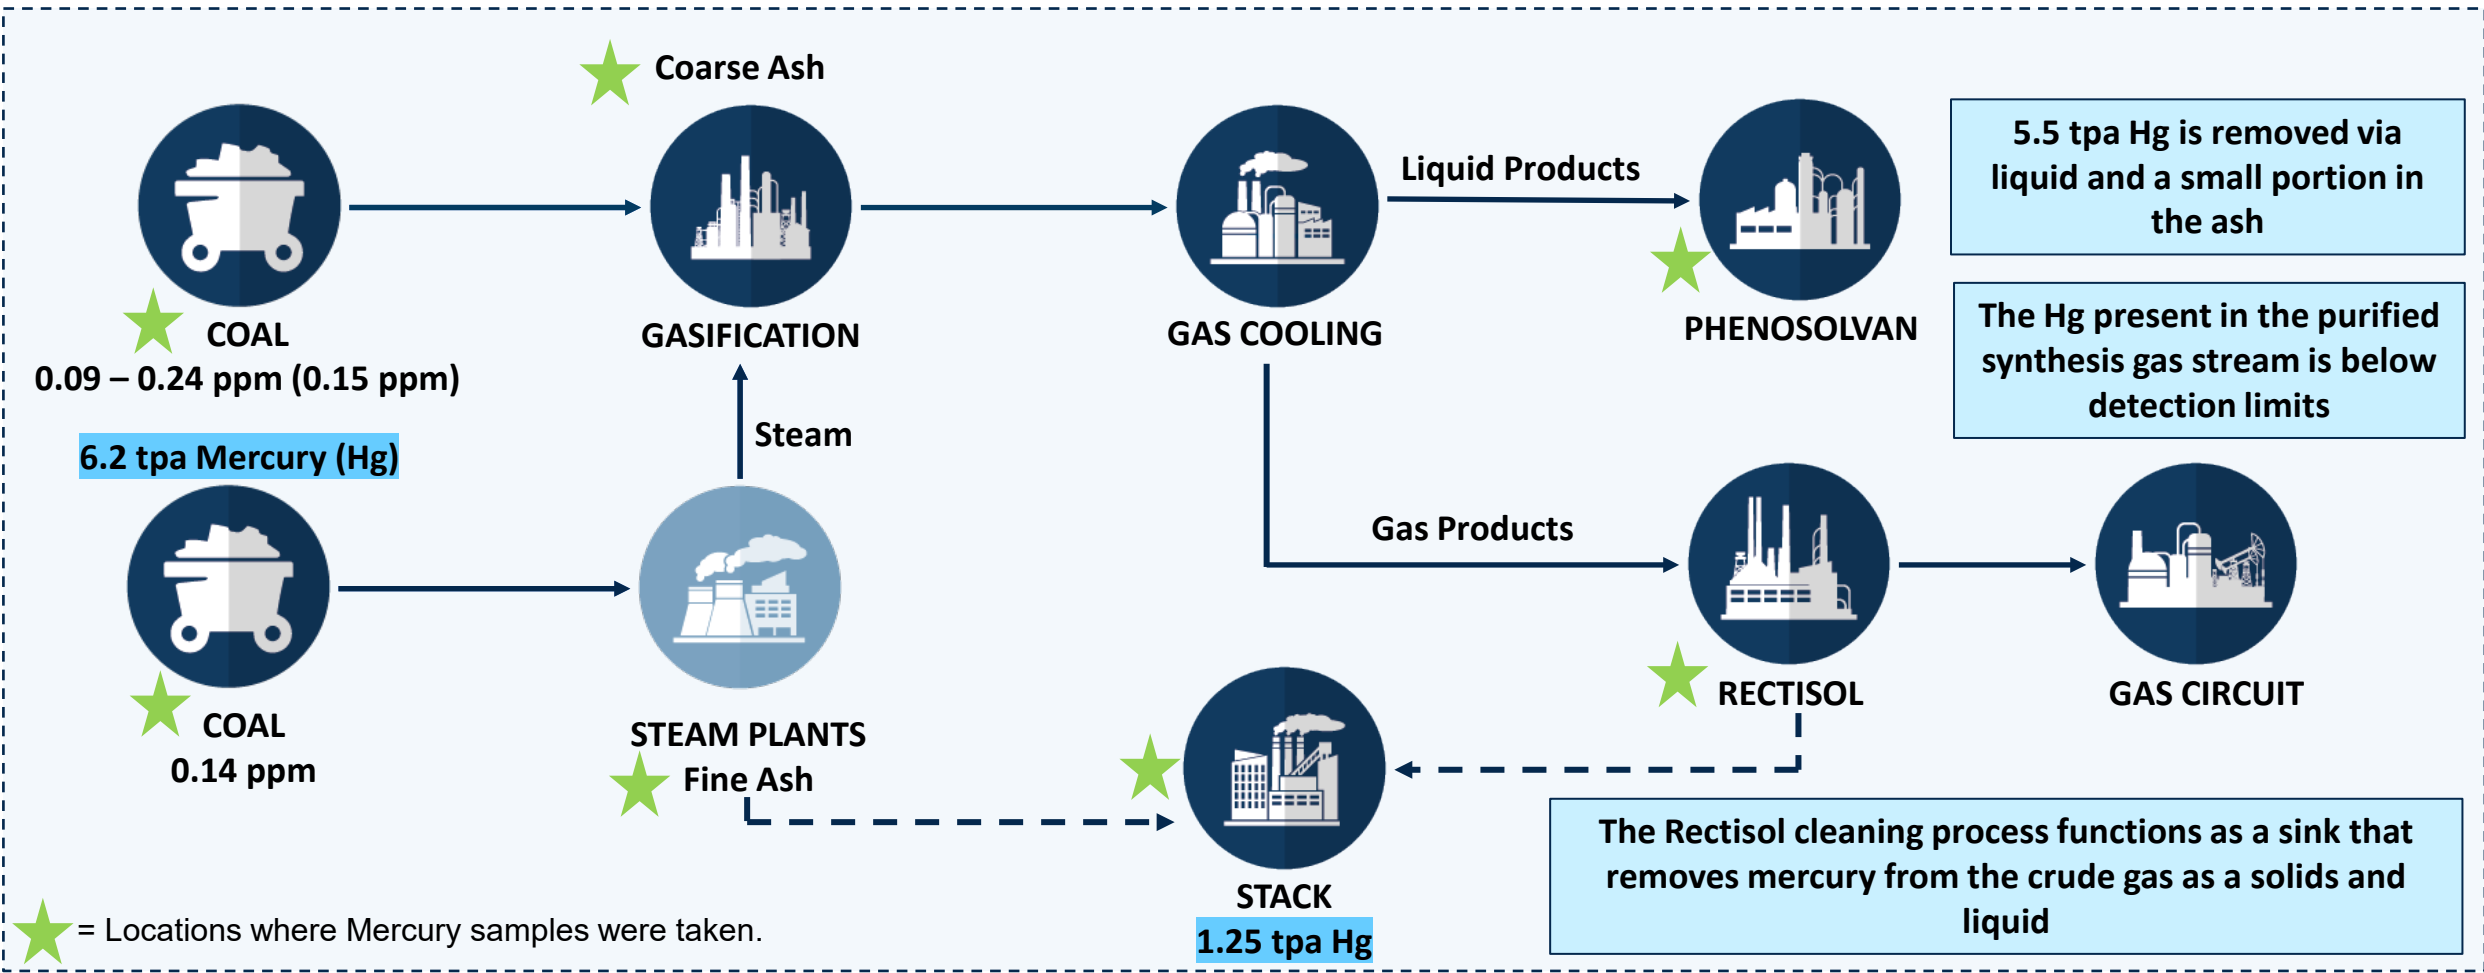 Coarse Ash
COAL
0.09 – 0.24 ppm (0.15 ppm)
GASIFICATION
GAS COOLING
Liquid Products
PHENOSOLVAN
5.5 tpa Hg is removed via
liquid and a small portion in
the ash
The Hg present in the purified
synthesis gas stream is below
detection limits
6.2 tpa Mercury (Hg)
Steam
COAL
0.14 ppm
STEAM PLANTS
Fine Ash
Gas Products
RECTISOL
GAS CIRCUIT
STACK
1.25 tpa Hg
The Rectisol cleaning process functions as a sink that
removes mercury from the crude gas as a solids and
liquid
= Locations where Mercury samples were taken.